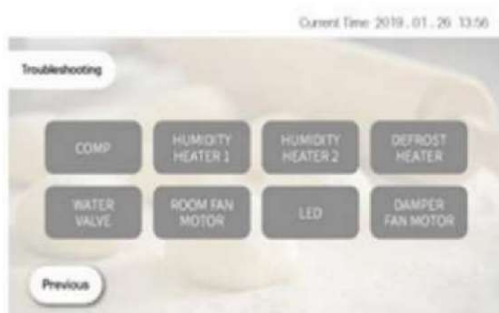 Current Time 2019 . 01 . 26 13:56
Troubleshooting
COMP
HUMIDITY
HEATER 1
HUMIDITY
HEATER 2
DEFROST
HEATER
WATER
VALVE
ROOM FAN
MOTOR
LED
DAMPER
FAN MOTOR
Previous